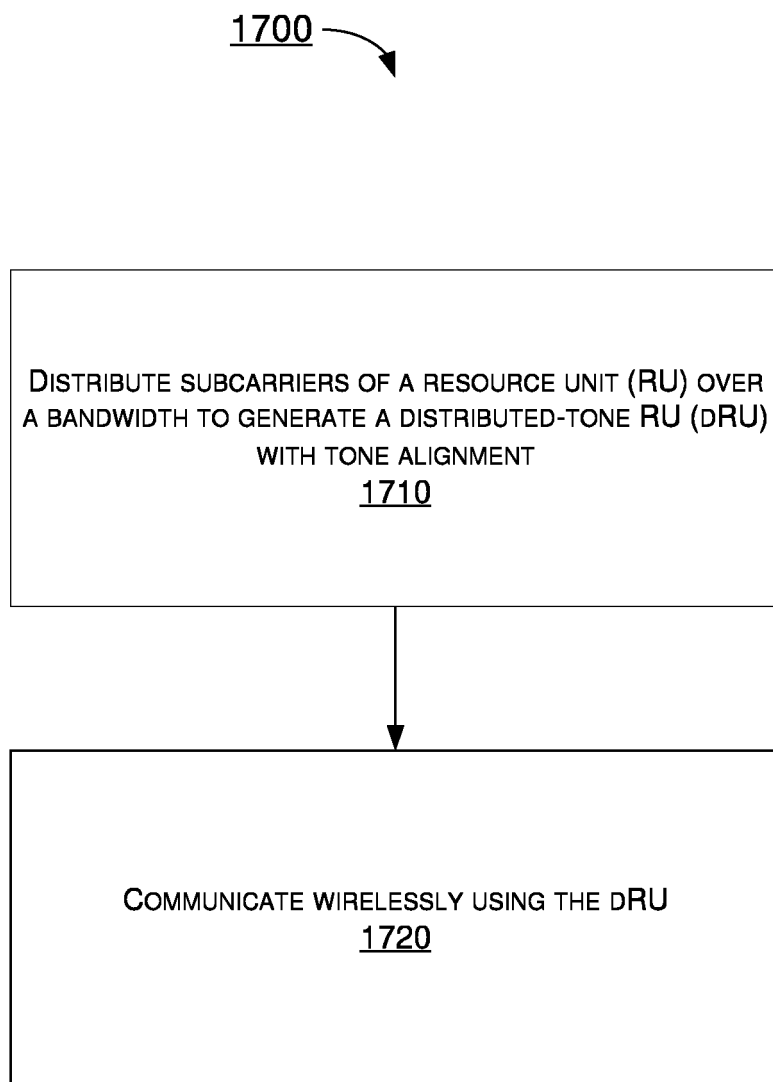 1700
DISTRIBUTE SUBCARRIERS OF A RESOURCE UNIT (RU) OVER
A BANDWIDTH TO GENERATE A DISTRIBUTED-TONE RU (DRU)
WITH TONE ALIGNMENT
1710
COMMUNICATE WIRELESSLY USING THE DRU
1720